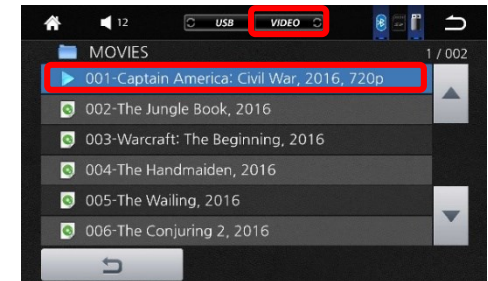 12 USB VIDEO
MOVIES 1 / 002
001-Captain America: Civil War, 2016, 720p
002-The Jungle Book, 2016
003-Warcraft: The Beginning, 2016
004-The Handmaiden, 2016
005-The Wailing, 2016
006-The Conjuring 2, 2016